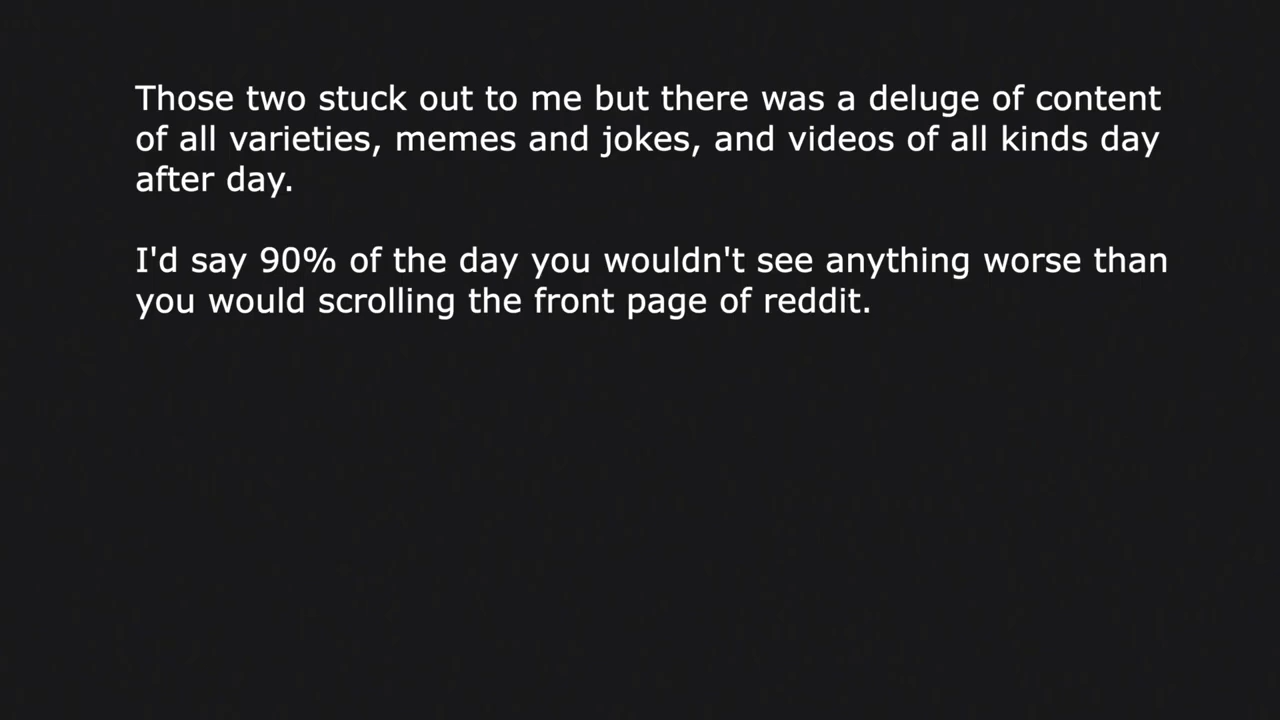 Those two stuck out to me but there was a deluge of content
of all varieties, memes and jokes, and videos of all kinds day
after day.
I'd say 90% of the day you wouldn't see anything worse than
you would scrolling the front page of reddit.